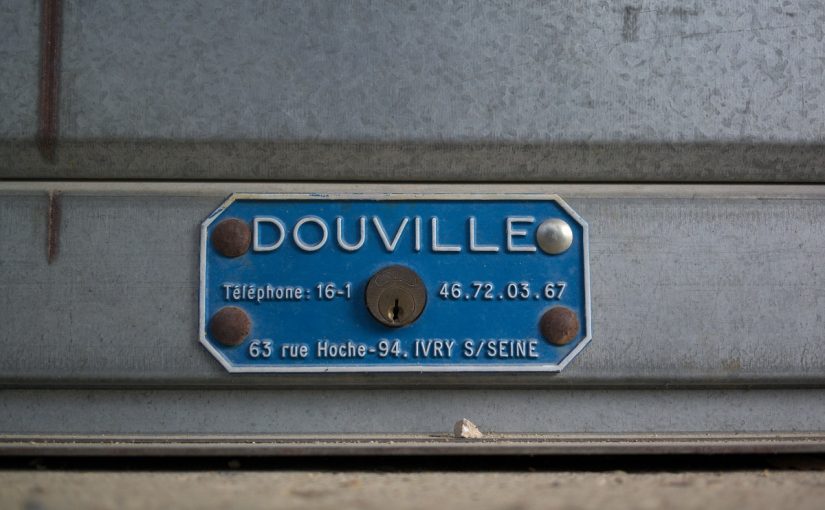 DOUVILLE
Téléphone: 16-1 46.72.03.67
63 rue Hoche-94. IVRY S/SEINE